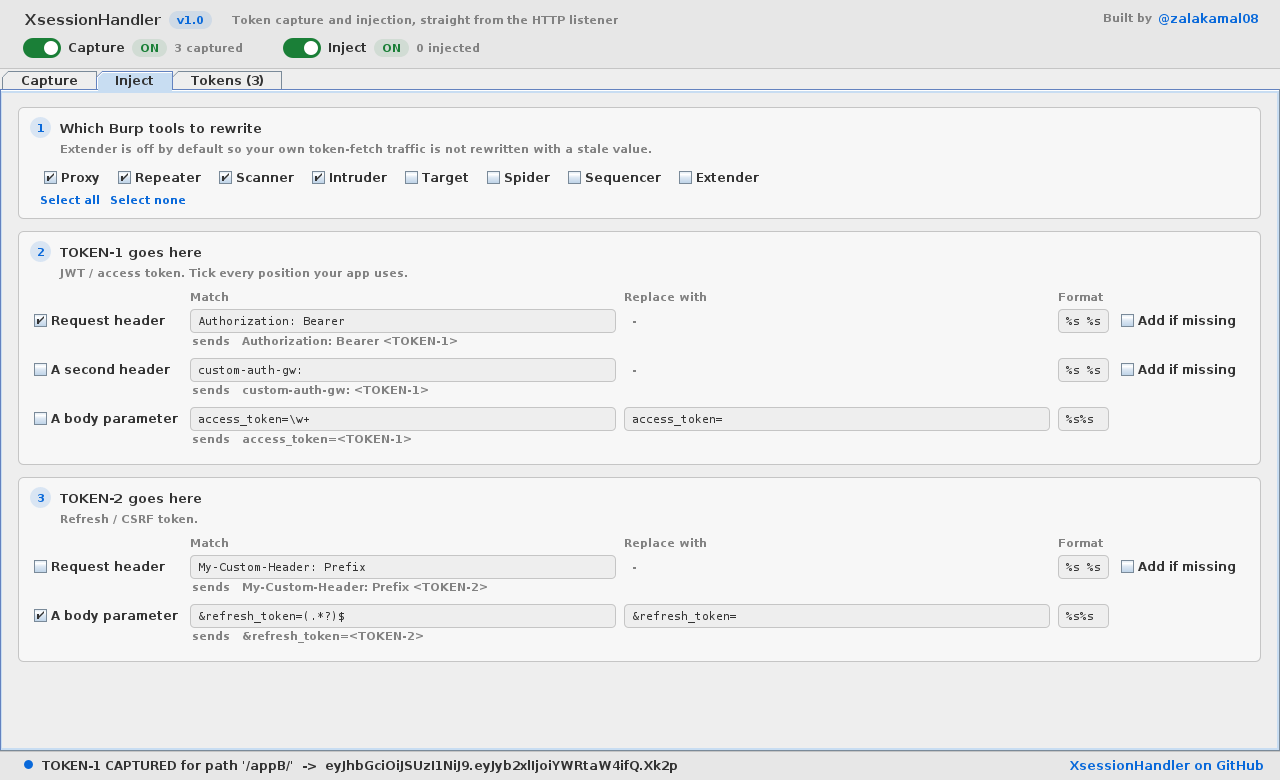 XsessionHandler v1.0 Token capture and injection, straight from the HTTP listener Built by @zalakamal08
Capture ON 3 captured Inject ON 0 injected
Capture Inject Tokens (3)
1 Which Burp tools to rewrite
Extender is off by default so your own token-fetch traffic is not rewritten with a stale value.
Proxy Repeater Scanner Intruder Target Spider Sequencer Extender
Select all Select none
2 TOKEN-1 goes here
JWT / access token. Tick every position your app uses.
Match Replace with Format
Request header Authorization: Bearer - %s %s Add if missing
sends Authorization: Bearer <TOKEN-1>
A second header custom-auth-gw: - %s %s Add if missing
sends custom-auth-gw: <TOKEN-1>
A body parameter access_token=\w+ access_token= %s%s
sends access_token=<TOKEN-1>
3 TOKEN-2 goes here
Refresh / CSRF token.
Match Replace with Format
Request header My-Custom-Header: Prefix - %s %s Add if missing
sends My-Custom-Header: Prefix <TOKEN-2>
A body parameter &refresh_token=(.*?)$ &refresh_token= %s%s
sends &refresh_token=<TOKEN-2>
TOKEN-1 CAPTURED for path '/appB/' -> eyJhbGciOiJSUzI1NiJ9.eyJyb2xlIjoiYWRtaW4ifQ.Xk2p XsessionHandler on GitHub